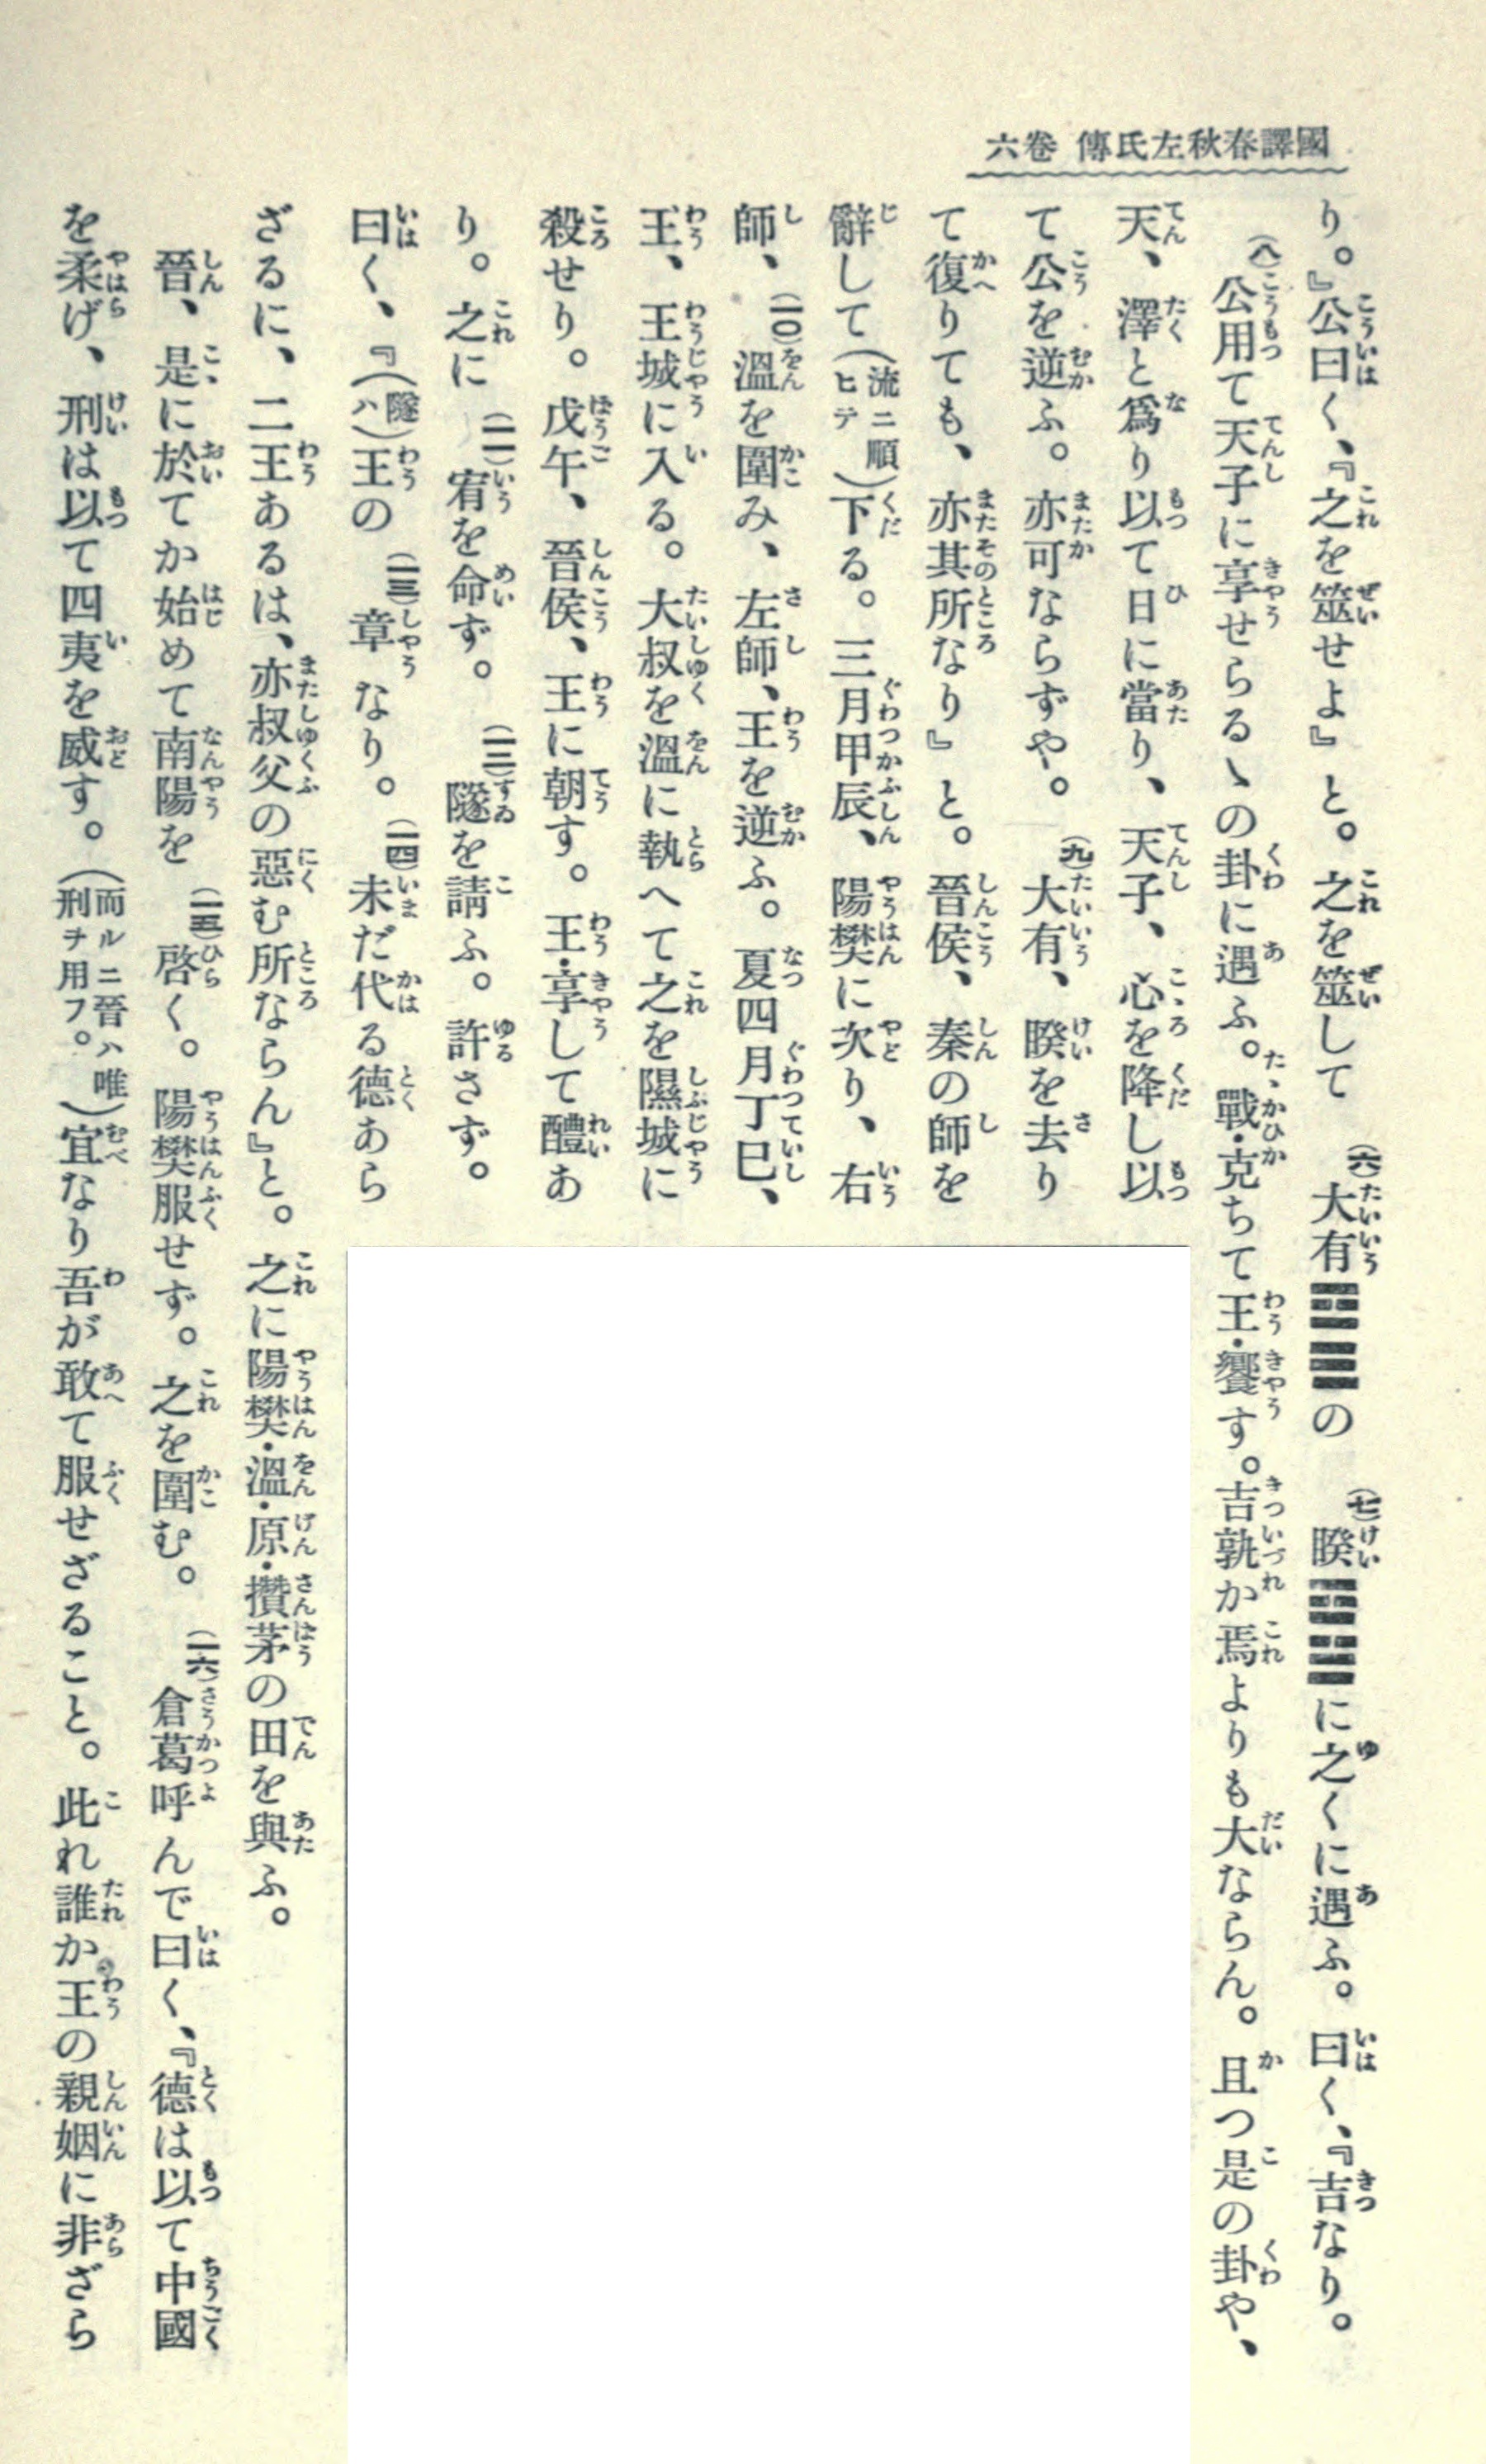 國譯春秋左氏傳 卷六
り。』公曰く、『之を筮せよ』と。之を筮して(六)大有䷍の(七)睽䷥に之くに遇ふ。曰く、『吉なり。
(八)公用て天子に享せらるゝの卦に遇ふ。戰・克ちて王・饗す。吉孰か焉よりも大ならん。且つ是の卦や、
天、澤と爲り以て日に當り、天子、心を降し以
て公を逆ふ。亦可ならずや。(九)大有、睽を去り
て復りても、亦其所なり』と。晉侯、秦の師を
辭して(流ニ順ヒテ)下る。三月甲辰、陽樊に次り、右
師、(一〇)溫を圍み、左師、王を逆ふ。夏四月丁巳、
王、王城に入る。大叔を溫に執へて之を隰城に
殺せり。戊午、晉侯、王に朝す。王・享して醴あ
り。之に(一一)宥を命ず。(一二)隧を請ふ。許さず。
曰く、『(隧ハ)王の(一三)章なり。(一四)未だ代る德あら
ざるに、二王あるは、亦叔父の惡む所ならん』と。之に陽樊・溫・原・攢茅の田を與ふ。
晉、是に於てか始めて南陽を(一五)啓く。陽樊服せず。之を圍む。(一六)倉葛呼んで曰く、『德は以て中國
を柔げ、刑は以て四夷を威す。(而ルニ晉ハ唯刑チ用フ。)宜なり吾が敢て服せざること。此れ誰か王の親姻に非ざら